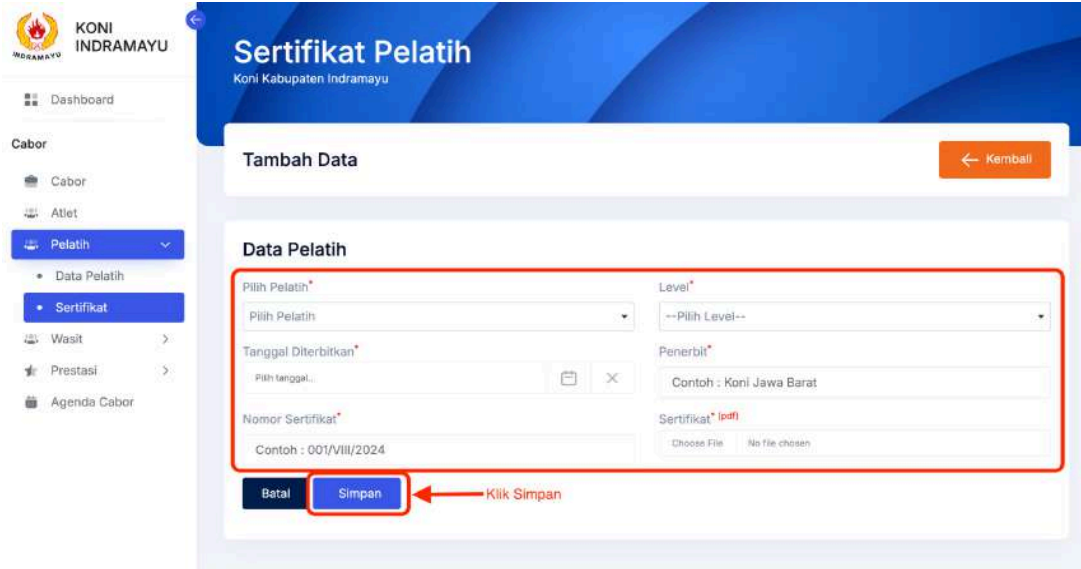 KONI
INDRAMAYU
INDRAMAYU
Dashboard
Cabor
Cabor
Atlet
Pelatih
Data Pelatih
Sertifikat
Wasit
Prestasi
Agenda Cabor
Sertifikat Pelatih
Koni Kabupaten Indramayu
Tambah Data
Kembali
Data Pelatih
Pilih Pelatih*
Level*
Pilih Pelatih
--Pilih Level--
Tanggal Diterbitkan*
Penerbit*
Pilih tanggal...
Contoh : Koni Jawa Barat
Nomor Sertifikat*
Sertifikat* (pdf)
Contoh : 001/VIII/2024
Choose File No file chosen
Batal
Simpan
Klik Simpan